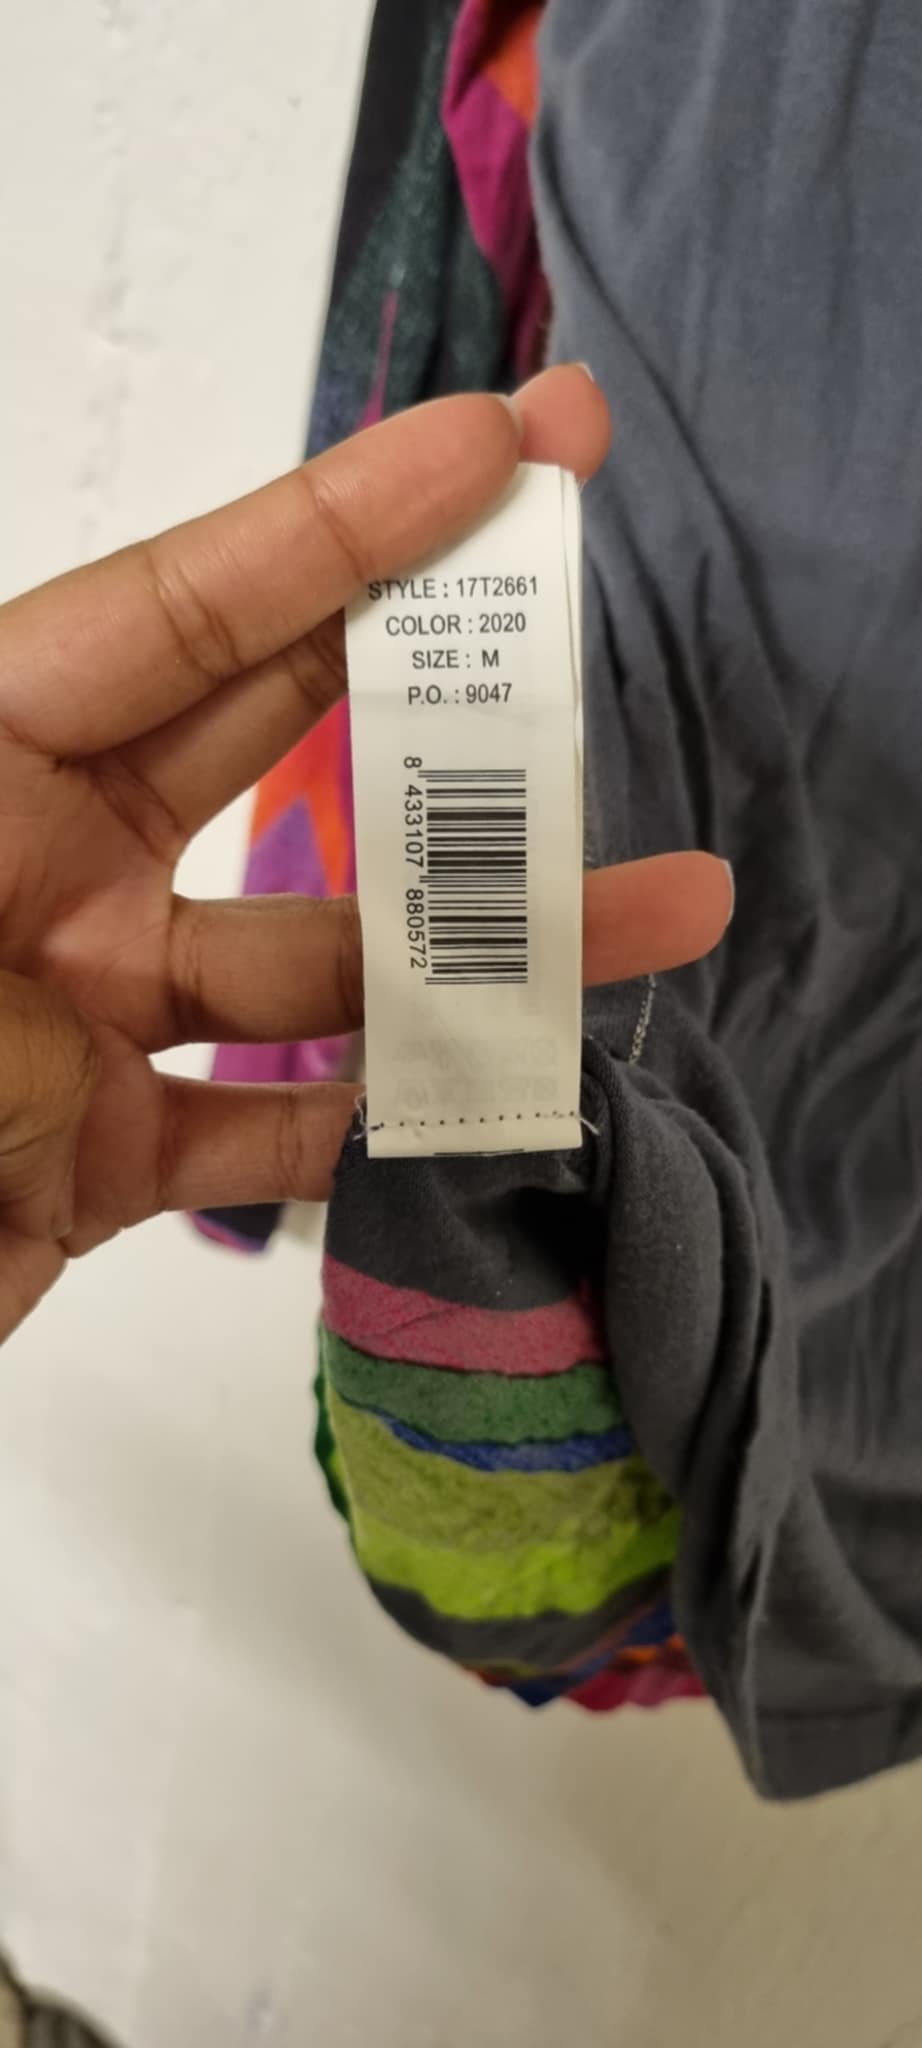 STYLE : 17T2661
COLOR : 2020
SIZE : M
P.O. : 9047
8 433107 880572